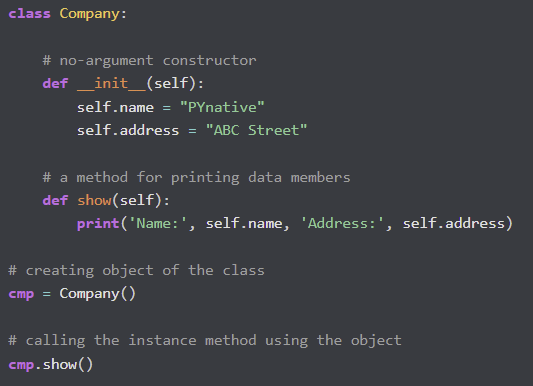 class Company:
    # no-argument constructor
    def __init__(self):
        self.name = "PYnative"
        self.address = "ABC Street"
    # a method for printing data members
    def show(self):
        print('Name:', self.name, 'Address:', self.address)
# creating object of the class
cmp = Company()
# calling the instance method using the object
cmp.show()